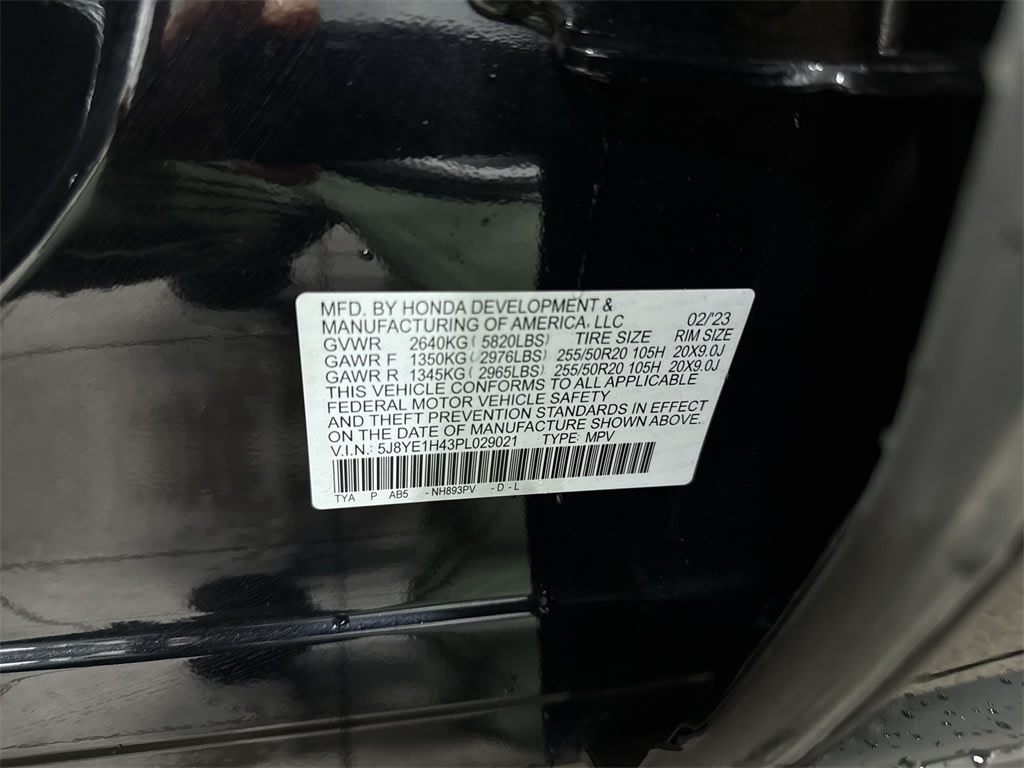 MFD. BY HONDA DEVELOPMENT &
MANUFACTURING OF AMERICA, LLC 02/'23
GVWR 2640KG ( 5820LBS) TIRE SIZE RIM SIZE
GAWR F 1350KG ( 2976LBS) 255/50R20 105H 20X9.0J
GAWR R 1345KG ( 2965LBS) 255/50R20 105H 20X9.0J
THIS VEHICLE CONFORMS TO ALL APPLICABLE
FEDERAL MOTOR VEHICLE SAFETY
AND THEFT PREVENTION STANDARDS IN EFFECT
ON THE DATE OF MANUFACTURE SHOWN ABOVE.
V.I.N.: 5J8YE1H43PL029021 TYPE: MPV
TYA P AB5 - NH893PV - D - L